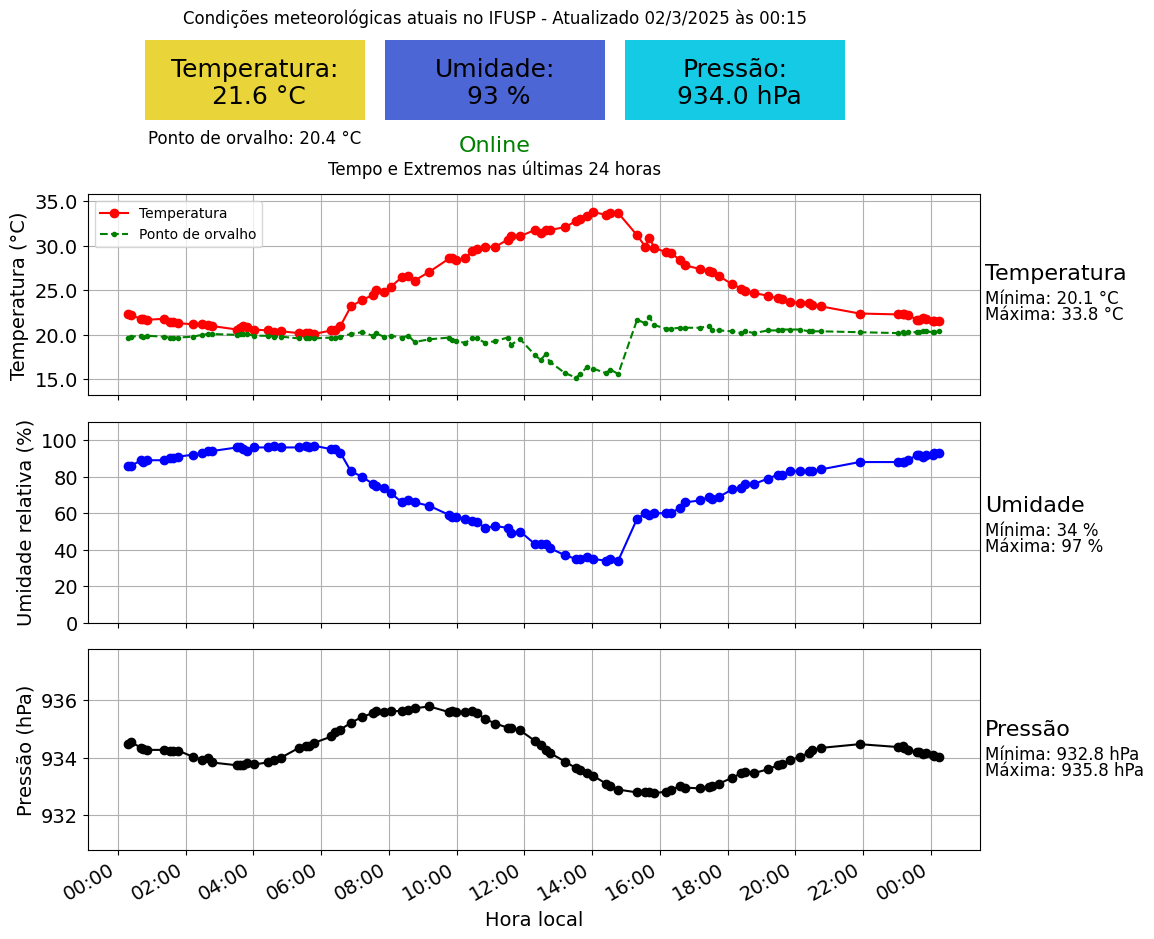 Condições meteorológicas atuais no IFUSP - Atualizado 02/3/2025 às 00:15
Temperatura:
21.6 °C
Umidade:
93 %
Pressão:
934.0 hPa
Ponto de orvalho: 20.4 °C
Online
Tempo e Extremos nas últimas 24 horas
Temperatura (°C)
35.0
30.0
25.0
20.0
15.0
Temperatura
Ponto de orvalho
Temperatura
Mínima: 20.1 °C
Máxima: 33.8 °C
Umidade relativa (%)
100
80
60
40
20
0
Umidade
Mínima: 34 %
Máxima: 97 %
Pressão (hPa)
936
934
932
Pressão
Mínima: 932.8 hPa
Máxima: 935.8 hPa
00:00 02:00 04:00 06:00 08:00 10:00 12:00 14:00 16:00 18:00 20:00 22:00 00:00
Hora local